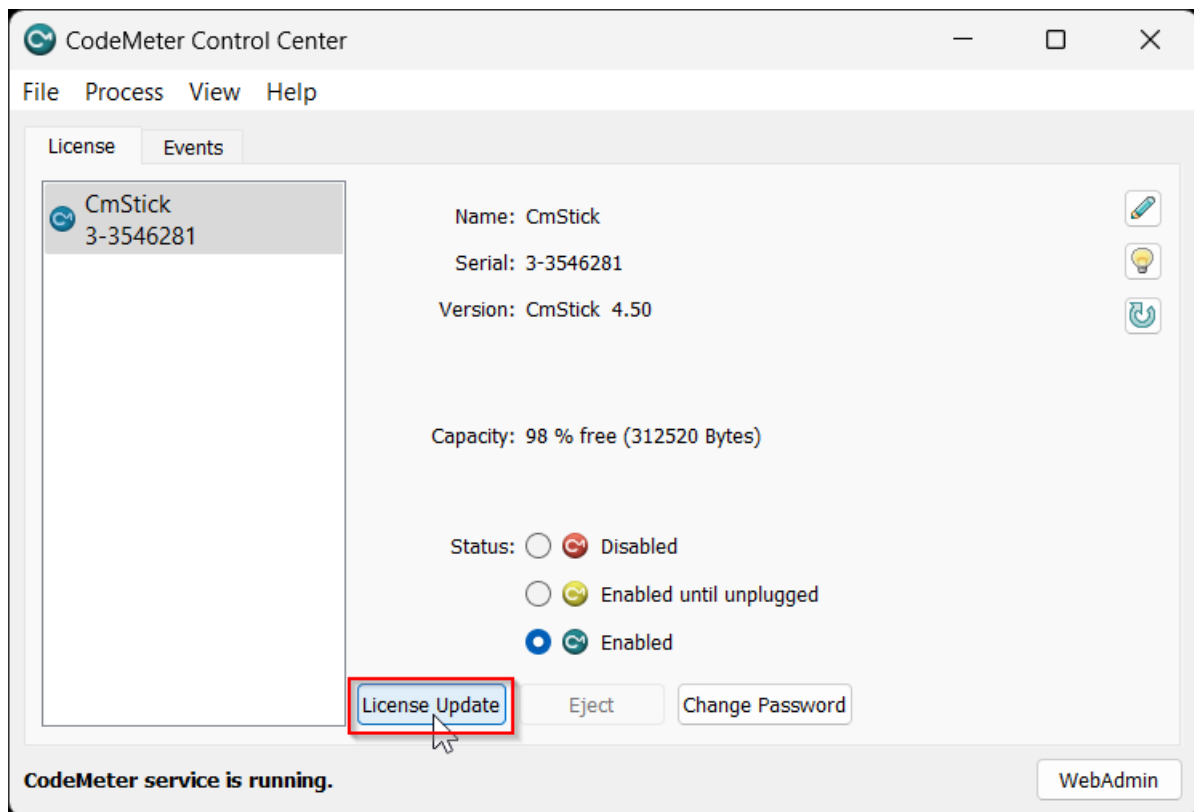 CodeMeter Control Center
File Process View Help
License Events
CmStick
3-3546281
Name: CmStick
Serial: 3-3546281
Version: CmStick 4.50
Capacity: 98 % free (312520 Bytes)
Status: Disabled
Enabled until unplugged
Enabled
License Update Eject Change Password
CodeMeter service is running. WebAdmin